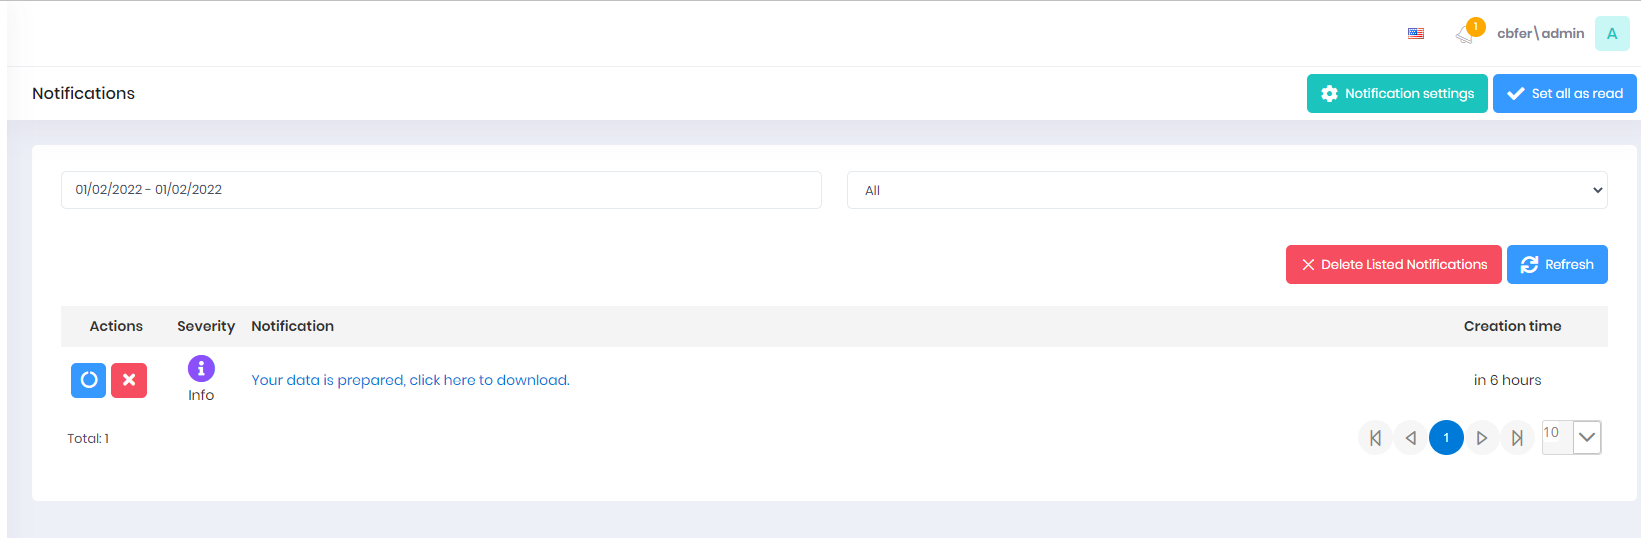 1
cbfer\admin
A
Notifications
Notification settings
Set all as read
01/02/2022 - 01/02/2022
All
Delete Listed Notifications
Refresh
Actions Severity Notification Creation time
Info
Your data is prepared, click here to download.
in 6 hours
Total: 1
1
10